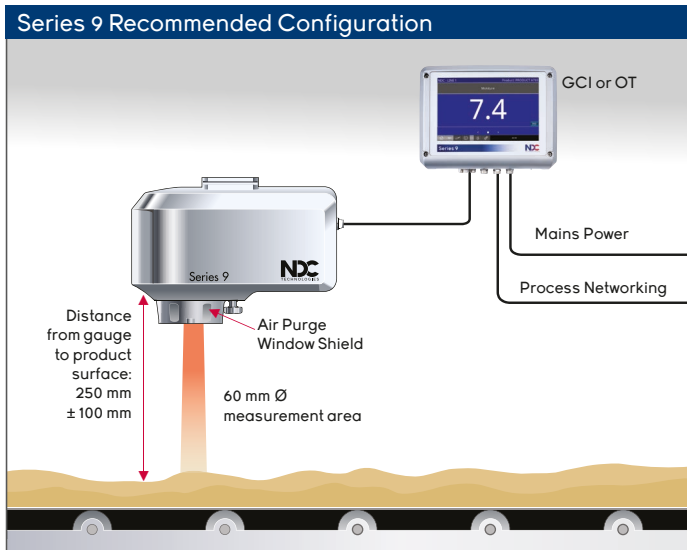 Series 9 Recommended Configuration
GCI or OT
Moisture
7.4
Series 9
NDC
Mains Power
Process Networking
Series 9
NDC
TECHNOLOGIES
Air Purge
Window Shield
Distance
from gauge
to product
surface:
250 mm
± 100 mm
60 mm Ø
measurement area